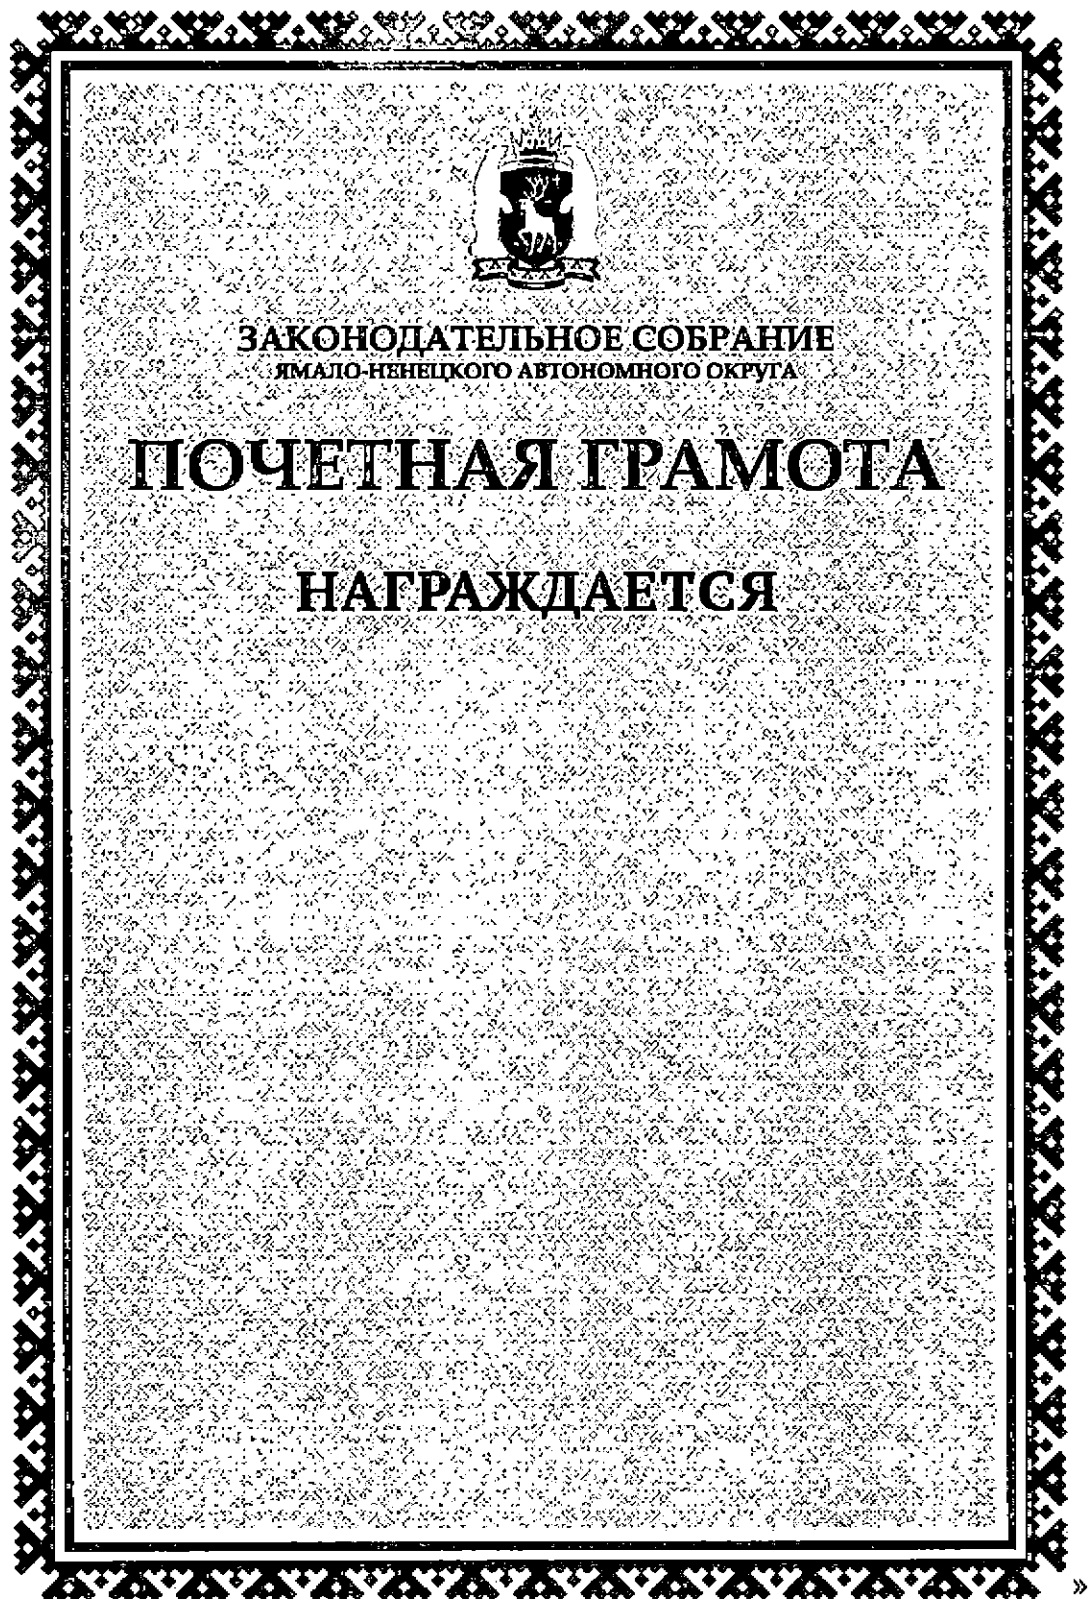 ЗАКОНОДАТЕЛЬНОЕ СОБРАНИЕ
ЯМАЛО-НЕНЕЦКОГО АВТОНОМНОГО ОКРУГА
ПОЧЕТНАЯ ГРАМОТА
НАГРАЖДАЕТСЯ
»